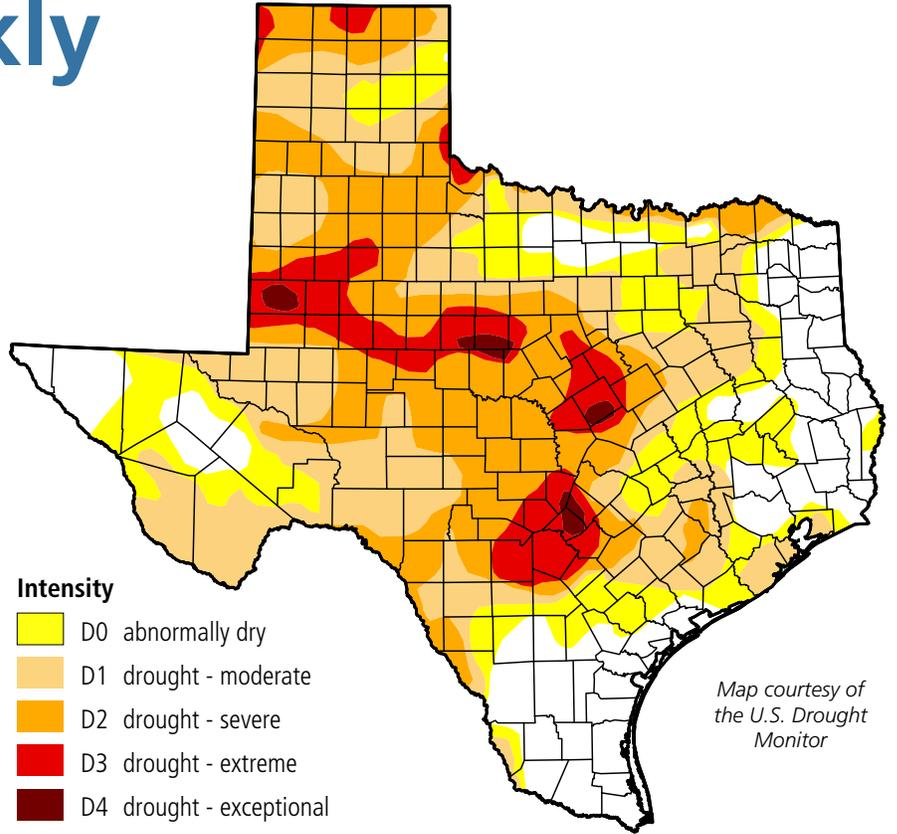 kly
Intensity
D0 abnormally dry
D1 drought - moderate
D2 drought - severe
D3 drought - extreme
D4 drought - exceptional
Map courtesy of
the U.S. Drought
Monitor